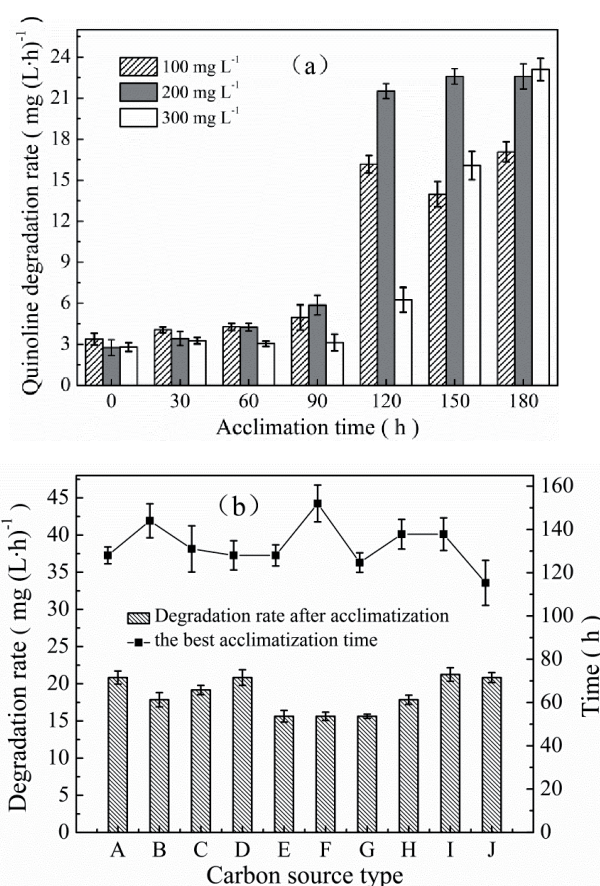 (a)
100 mg L-1
200 mg L-1
300 mg L-1
Quinoline degradation rate ( mg (L·h)-1 )
24
21
18
15
12
9
6
3
0
0 30 60 90 120 150 180
Acclimation time ( h )
(b)
Degradation rate after acclimatization
the best acclimatization time
Degradation rate ( mg (L·h)-1 )
45
40
35
30
25
20
15
10
5
0
160
140
120
100
80
60
40
20
0
Time ( h )
A B C D E F G H I J
Carbon source type